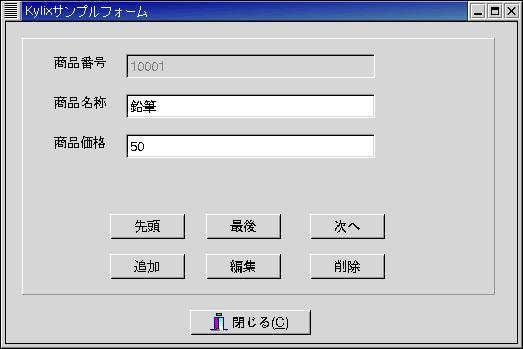 Kylixサンプルフォーム
商品番号 10001
商品名称 鉛筆
商品価格 50
先頭 最後 次へ
追加 編集 削除
閉じる(C)